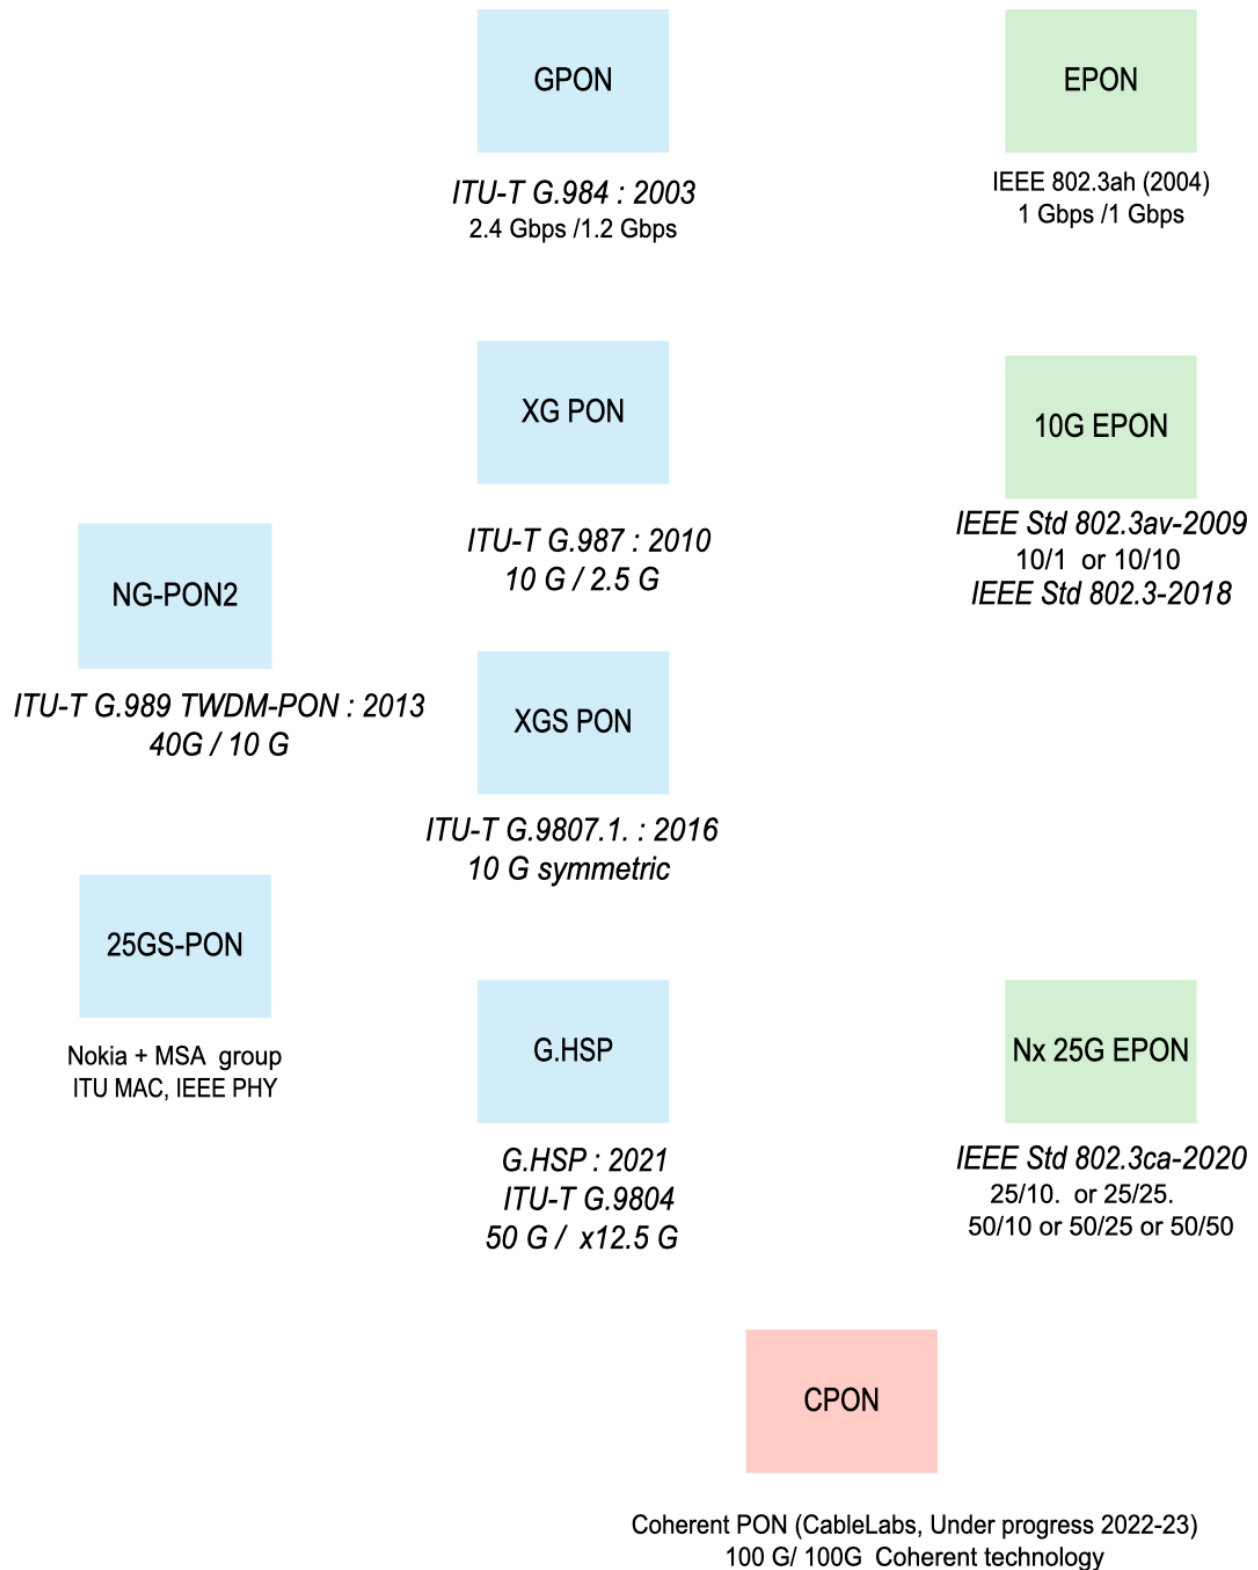 GPON
ITU-T G.984 : 2003
2.4 Gbps /1.2 Gbps
EPON
IEEE 802.3ah (2004)
1 Gbps /1 Gbps
XG PON
ITU-T G.987 : 2010
10 G / 2.5 G
10G EPON
IEEE Std 802.3av-2009
10/1 or 10/10
IEEE Std 802.3-2018
NG-PON2
ITU-T G.989 TWDM-PON : 2013
40G / 10 G
XGS PON
ITU-T G.9807.1. : 2016
10 G symmetric
25GS-PON
Nokia + MSA group
ITU MAC, IEEE PHY
G.HSP
G.HSP : 2021
ITU-T G.9804
50 G / x12.5 G
Nx 25G EPON
IEEE Std 802.3ca-2020
25/10. or 25/25.
50/10 or 50/25 or 50/50
CPON
Coherent PON (CableLabs, Under progress 2022-23)
100 G/ 100G Coherent technology